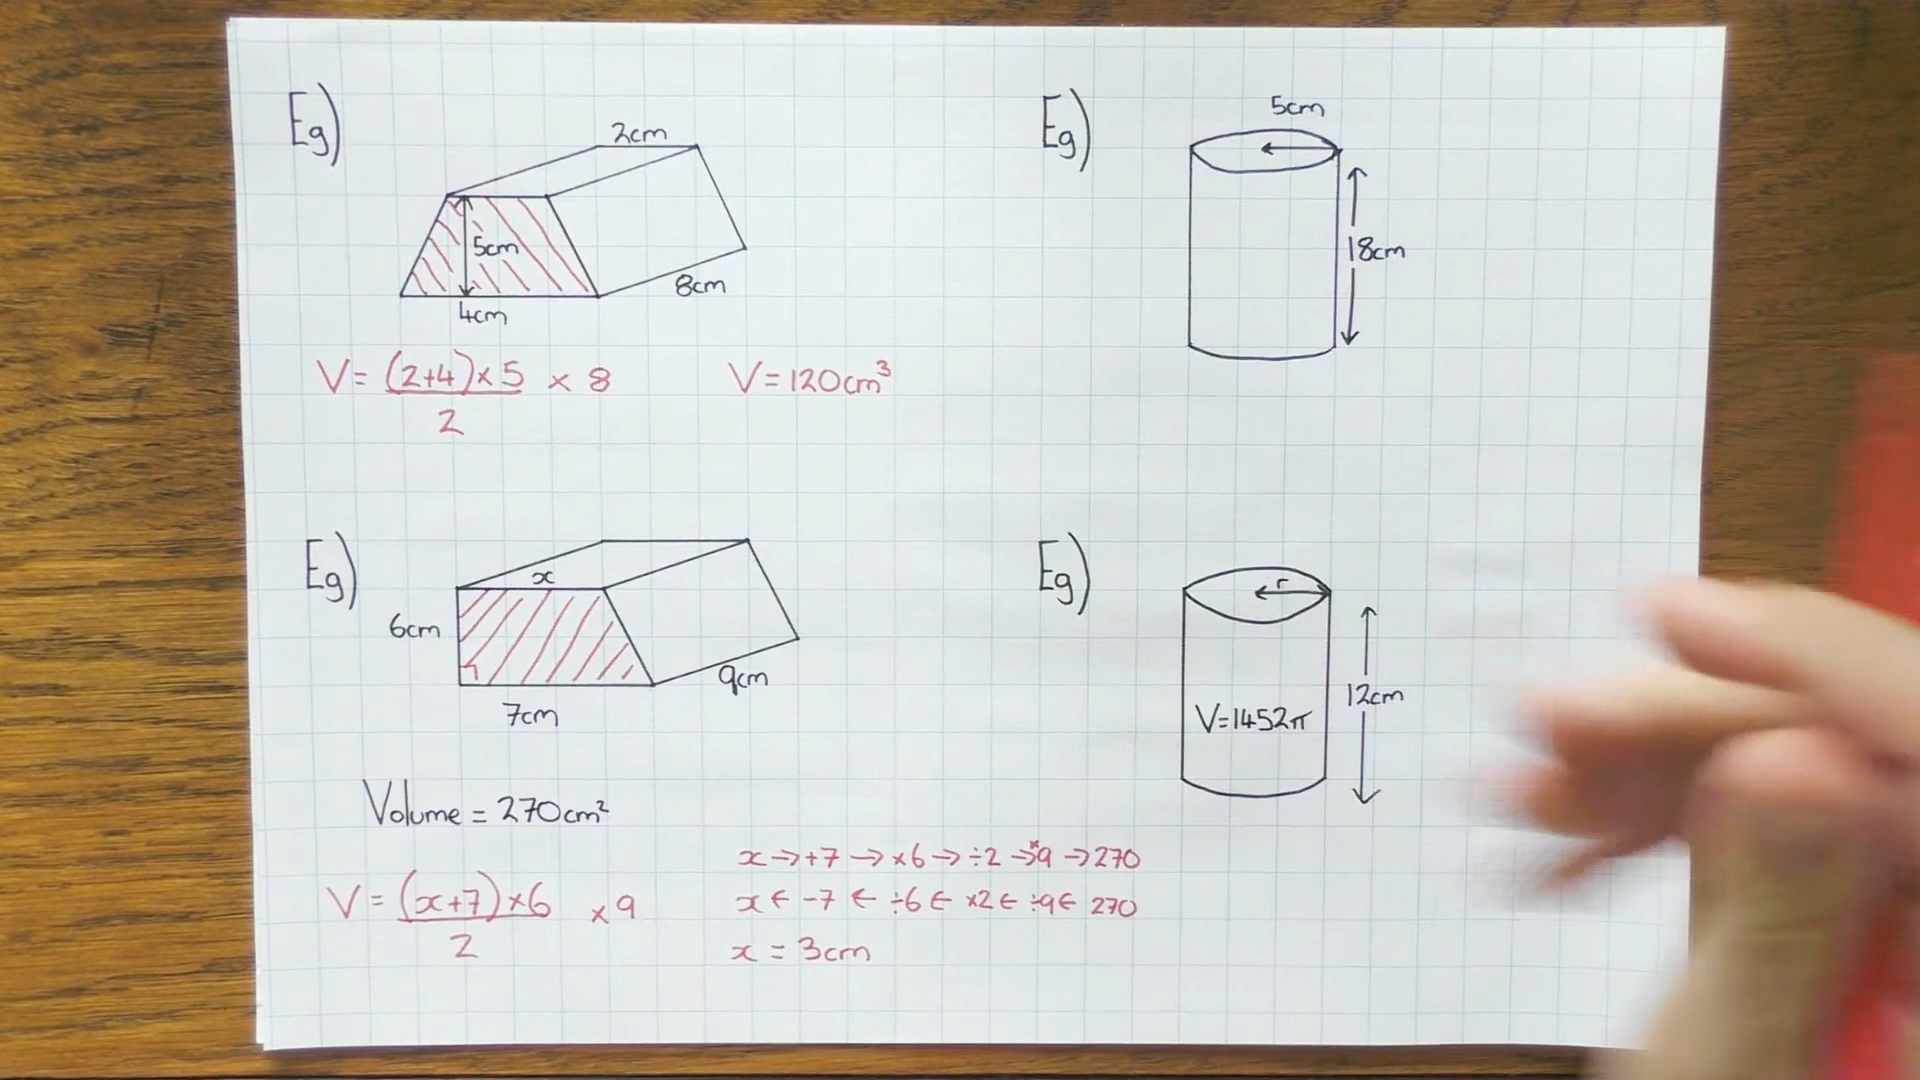 Eg)
2cm
5cm
4cm
8cm
V = (2+4)×5 × 8
2
V = 120cm³
Eg)
x
6cm
7cm
9cm
Volume = 270cm²
V = (x+7)×6 ×9
2
x → +7 → ×6 → ÷2 → ×9 → 270
x ← -7 ← ÷6 ← ×2 ← ÷9 ← 270
x = 3cm
Eg)
5cm
18cm
Eg)
r
12cm
V=1452π